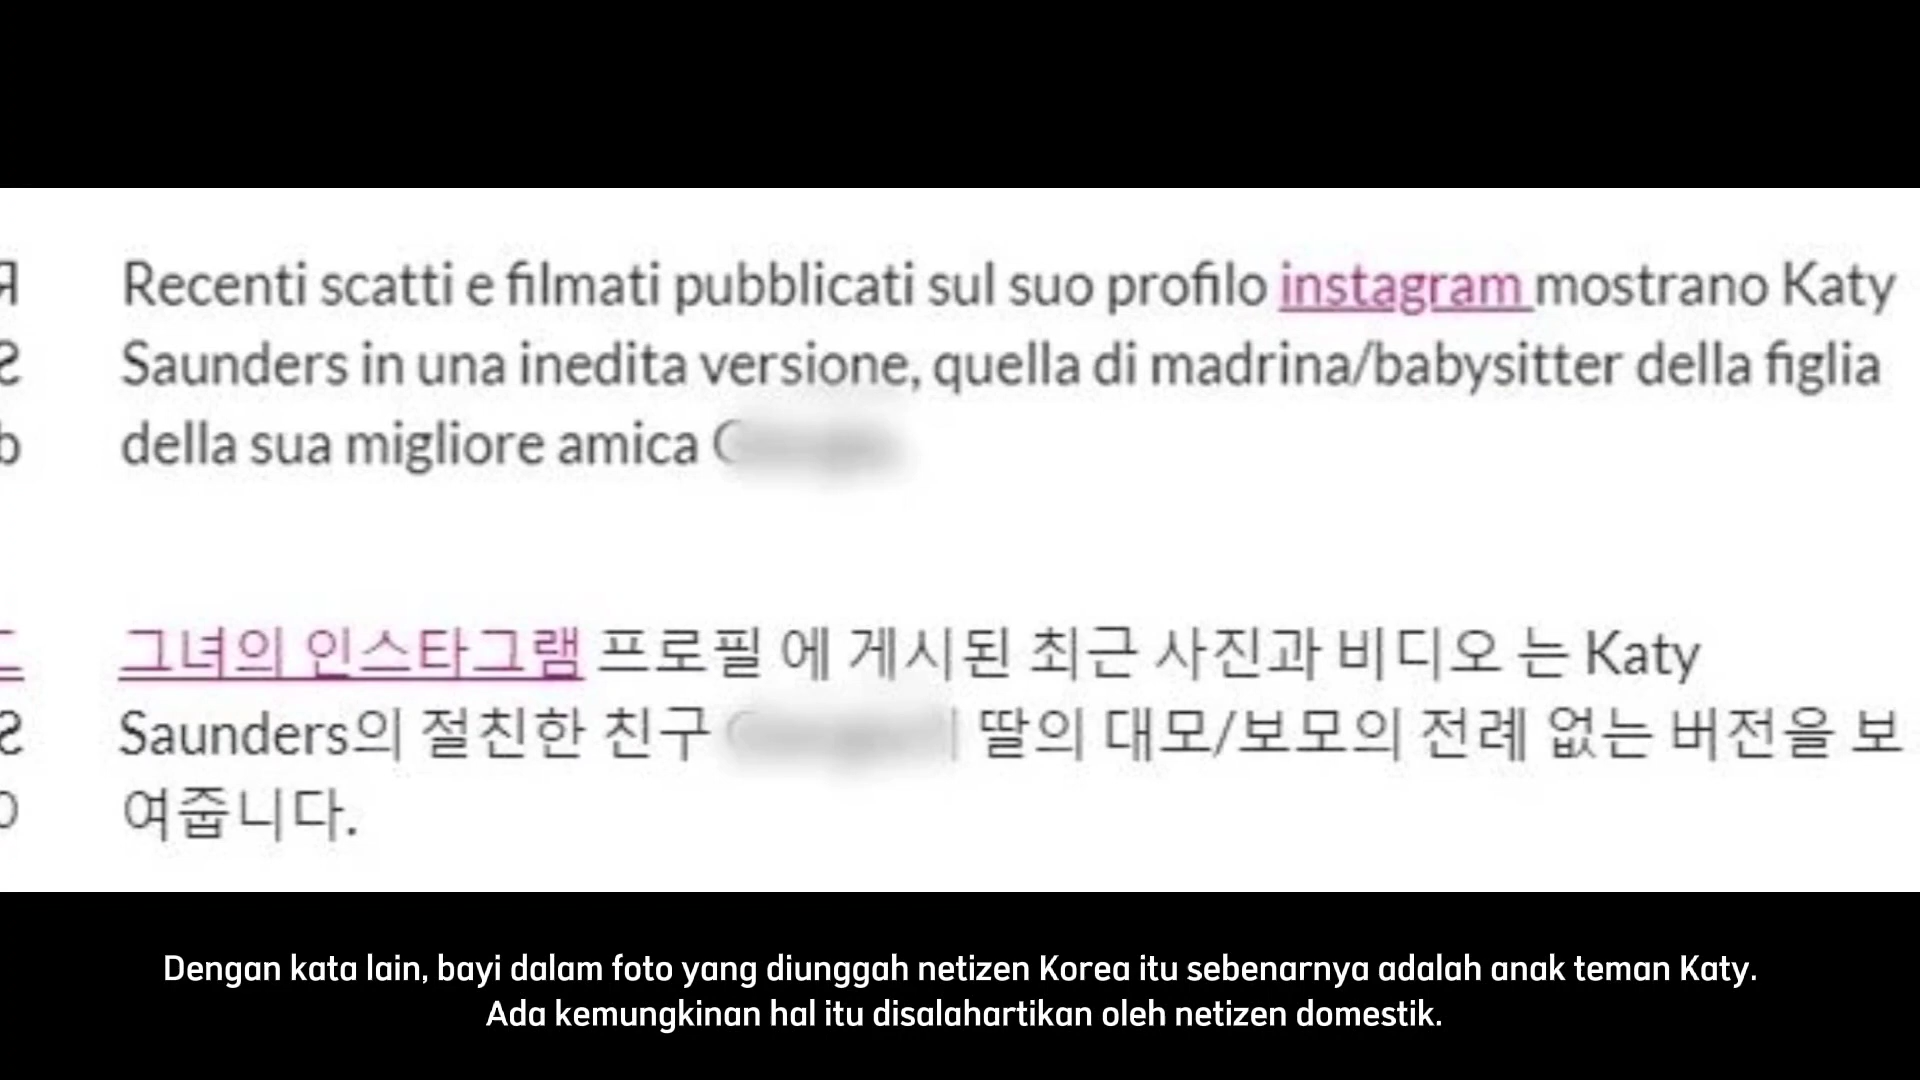 Recenti scatti e filmati pubblicati sul suo profilo instagram mostrano Katy
Saunders in una inedita versione, quella di madrina/babysitter della figlia
della sua migliore amica
그녀의 인스타그램 프로필 에 게시된 최근 사진과 비디오 는 Katy
Saunders의 절친한 친구 딸의 대모/보모의 전례 없는 버전을 보
여줍니다.
Dengan kata lain, bayi dalam foto yang diunggah netizen Korea itu sebenarnya adalah anak teman Katy.
Ada kemungkinan hal itu disalahartikan oleh netizen domestik.